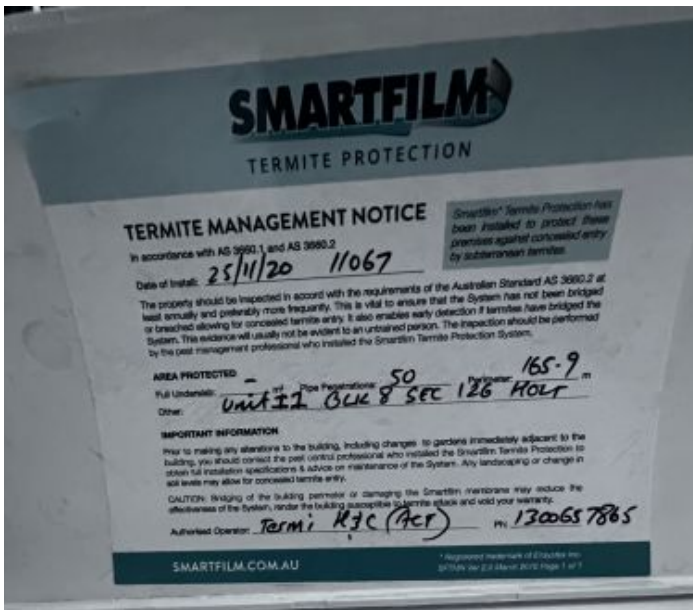 SMARTFILM
TERMITE PROTECTION
TERMITE MANAGEMENT NOTICE
In accordance with AS 3660.1 and AS 3660.2
Smartfilm® Termite Protection has
been installed to protect these
premises against concealed entry
by subterranean termites.
Date of Install: 25/11/20 11067
The property should be inspected in accord with the requirements of the Australian Standard AS 3660.2 at
least annually and preferably more frequently. This is vital to ensure that the System has not been bridged
or breached allowing for concealed termite entry. It also enables early detection if termites have bridged the
System. This evidence will usually not be evident to an untrained person. The inspection should be performed
by the pest management professional who installed the Smartfilm Termite Protection System.
AREA PROTECTED
Full Underslab: - m² Pipe Penetrations: 50 Perimeter: 165-9 m
Other: Unit 11 BLK 8 SEC 126 HOLT
IMPORTANT INFORMATION
Prior to making any alterations to the building, including changes to gardens immediately adjacent to the
building, you should contact the pest control professional who installed the Smartfilm Termite Protection to
obtain full installation specifications & advice on maintenance of the System. Any landscaping or change in
soil levels may allow for concealed termite entry.
CAUTION: Bridging of the building perimeter or damaging the Smartfilm membrane may reduce the
effectiveness of the System, render the building susceptible to termite attack and void your warranty.
Authorised Operator: Termi (ACT) PH: 1300657865
SMARTFILM.COM.AU
* Registered trademark of Ensystex Inc.
Ver 2.0 March 2016 Page 1 of 1